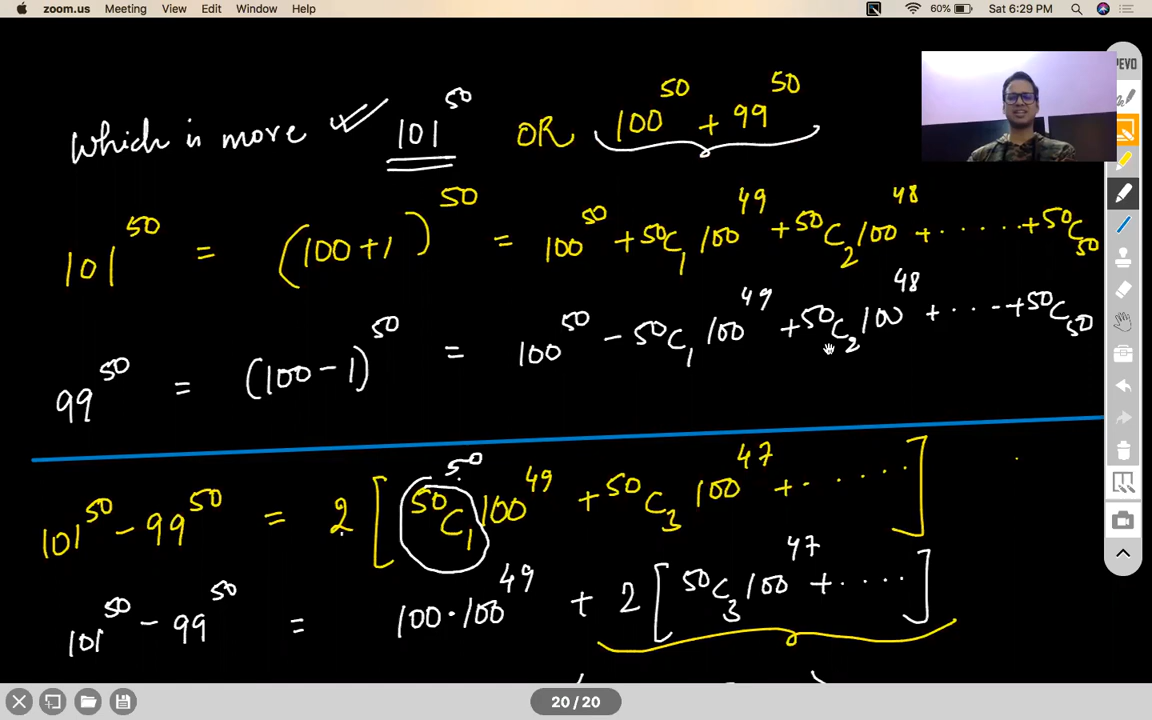 zoom.us Meeting View Edit Window Help 60% Sat 6:29 PM
Which is more 101^50 OR 100^50 + 99^50
101^50 = (100+1)^50 = 100^50 + 50C1 100^49 + 50C2 100^48 + ...... + 50C50
99^50 = (100-1)^50 = 100^50 - 50C1 100^49 + 50C2 100^48 + ... - + 50C50
50
101^50 - 99^50 = 2 [ 50C1 100^49 + 50C3 100^47 + ...... ]
101^50 - 99^50 = 100 · 100^49 + 2 [ 50C3 100^47 + ..... ]
20 / 20